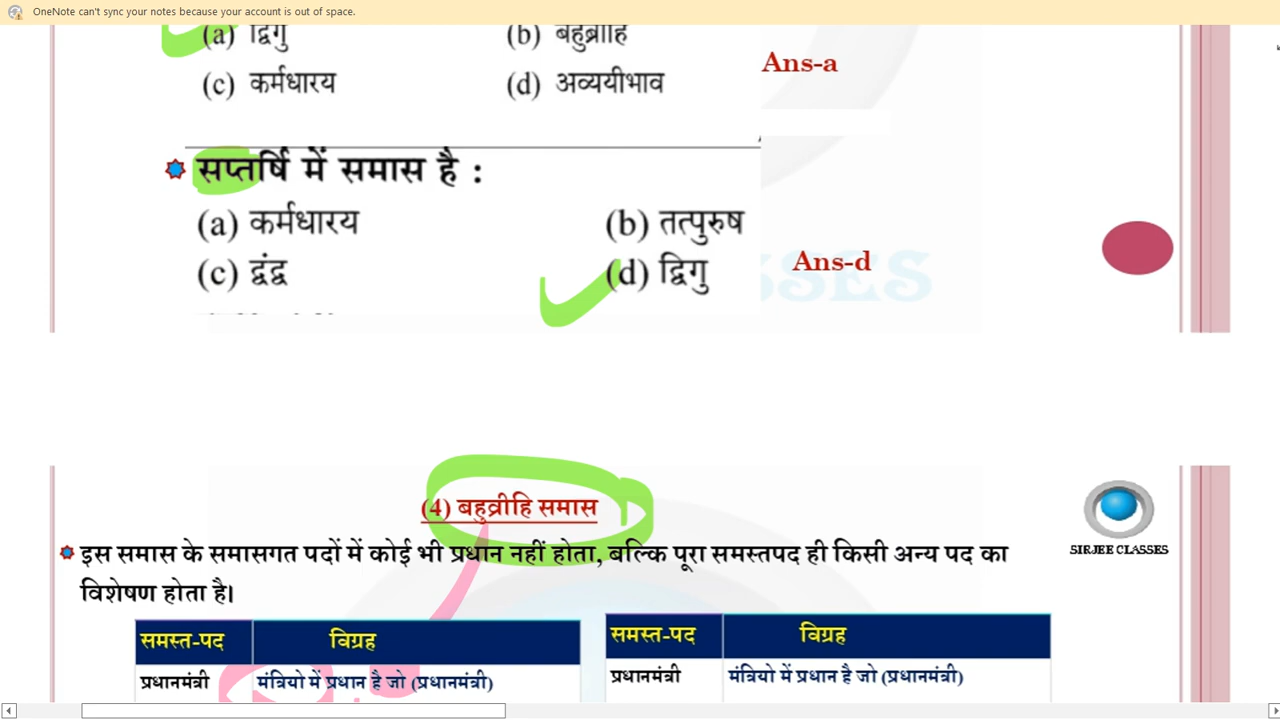 OneNote can't sync your notes because your account is out of space.
(a) द्विगु (b) बहुब्रीहि
Ans-a
(c) कर्मधारय (d) अव्ययीभाव
सप्तर्षि में समास है :
(a) कर्मधारय (b) तत्पुरुष
(c) द्वंद्व (d) द्विगु
Ans-d
(4) बहुव्रीहि समास
SIRJEE CLASSES
इस समास के समासगत पदों में कोई भी प्रधान नहीं होता, बल्कि पूरा समस्तपद ही किसी अन्य पद का
विशेषण होता है।
समस्त-पद विग्रह समस्त-पद विग्रह
प्रधानमंत्री मंत्रियो में प्रधान है जो (प्रधानमंत्री) प्रधानमंत्री मंत्रियो में प्रधान है जो (प्रधानमंत्री)